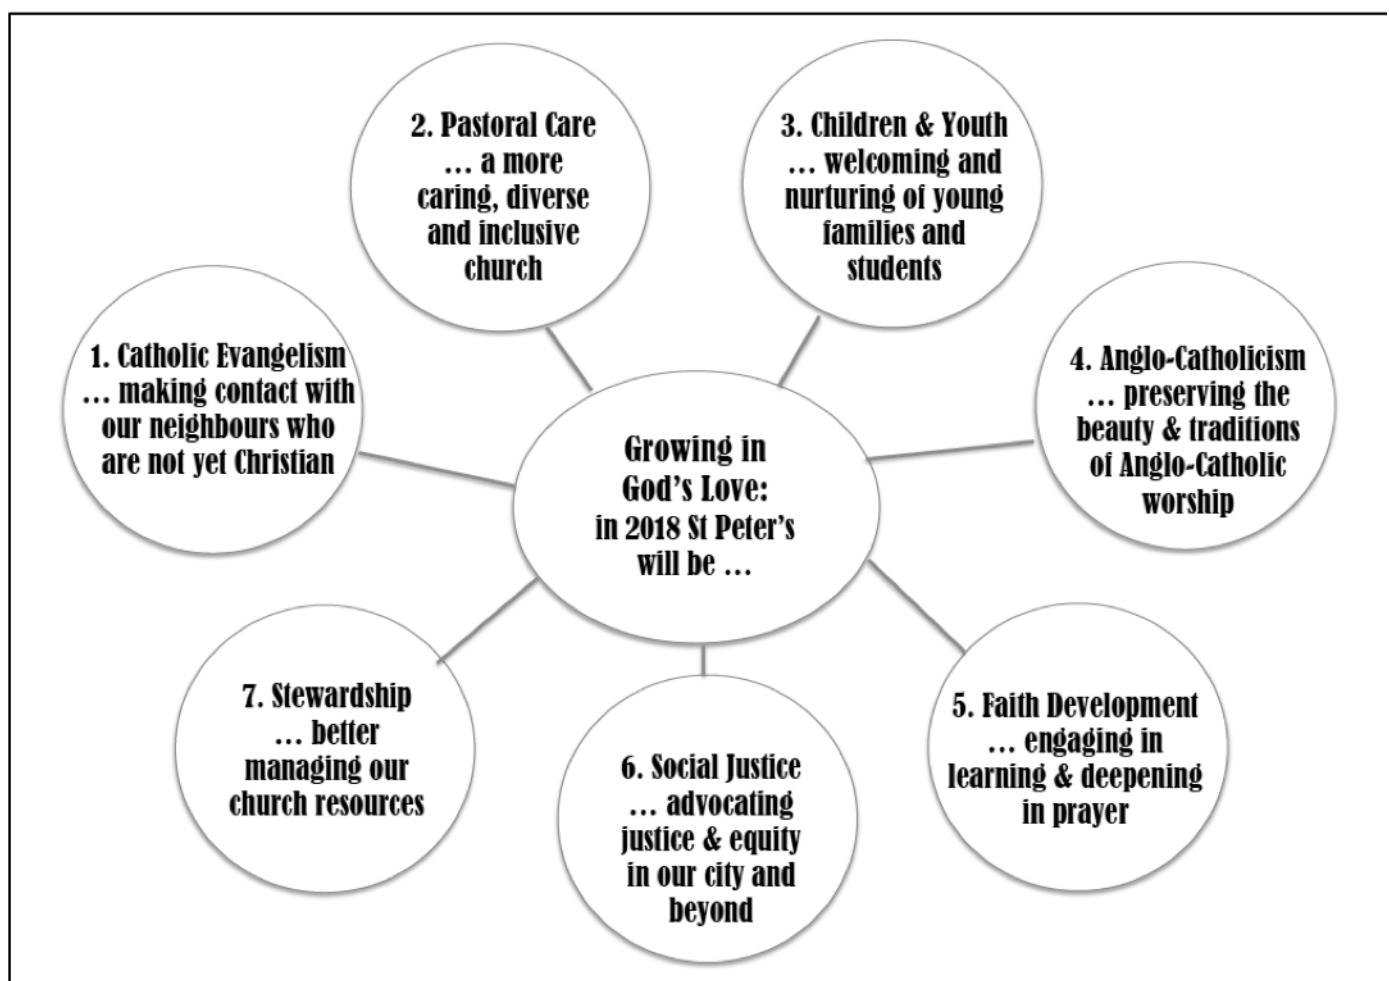 2. Pastoral Care
… a more
caring, diverse
and inclusive
church
3. Children & Youth
… welcoming and
nurturing of young
families and
students
1. Catholic Evangelism
… making contact with
our neighbours who
are not yet Christian
4. Anglo-Catholicism
… preserving the
beauty & traditions
of Anglo-Catholic
worship
Growing in
God’s Love:
in 2018 St Peter’s
will be …
7. Stewardship
… better
managing our
church resources
6. Social Justice
… advocating
justice & equity
in our city and
beyond
5. Faith Development
… engaging in
learning & deepening
in prayer